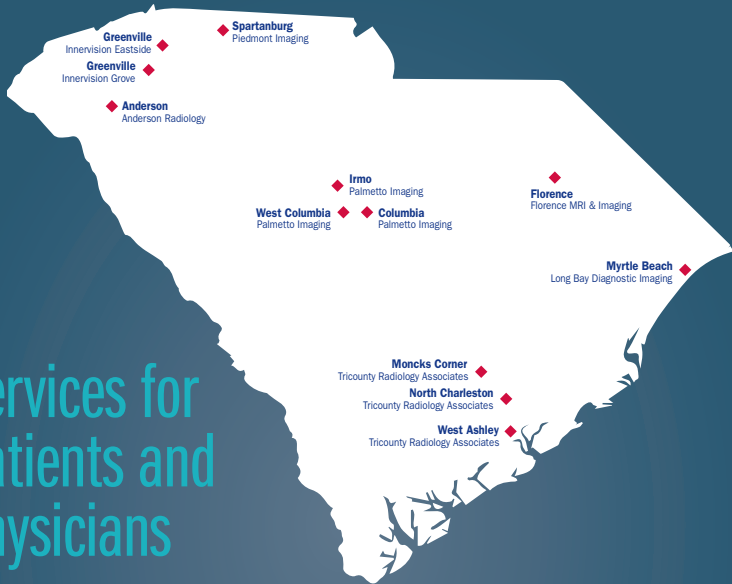 Spartanburg
Piedmont Imaging
Greenville
Innervision Eastside
Greenville
Innervision Grove
Anderson
Anderson Radiology
Irmo
Palmetto Imaging
West Columbia
Palmetto Imaging
Columbia
Palmetto Imaging
Florence
Florence MRI & Imaging
Myrtle Beach
Long Bay Diagnostic Imaging
Moncks Corner
Tricounty Radiology Associates
North Charleston
Tricounty Radiology Associates
West Ashley
Tricounty Radiology Associates
ervices for
atients and
ysicians